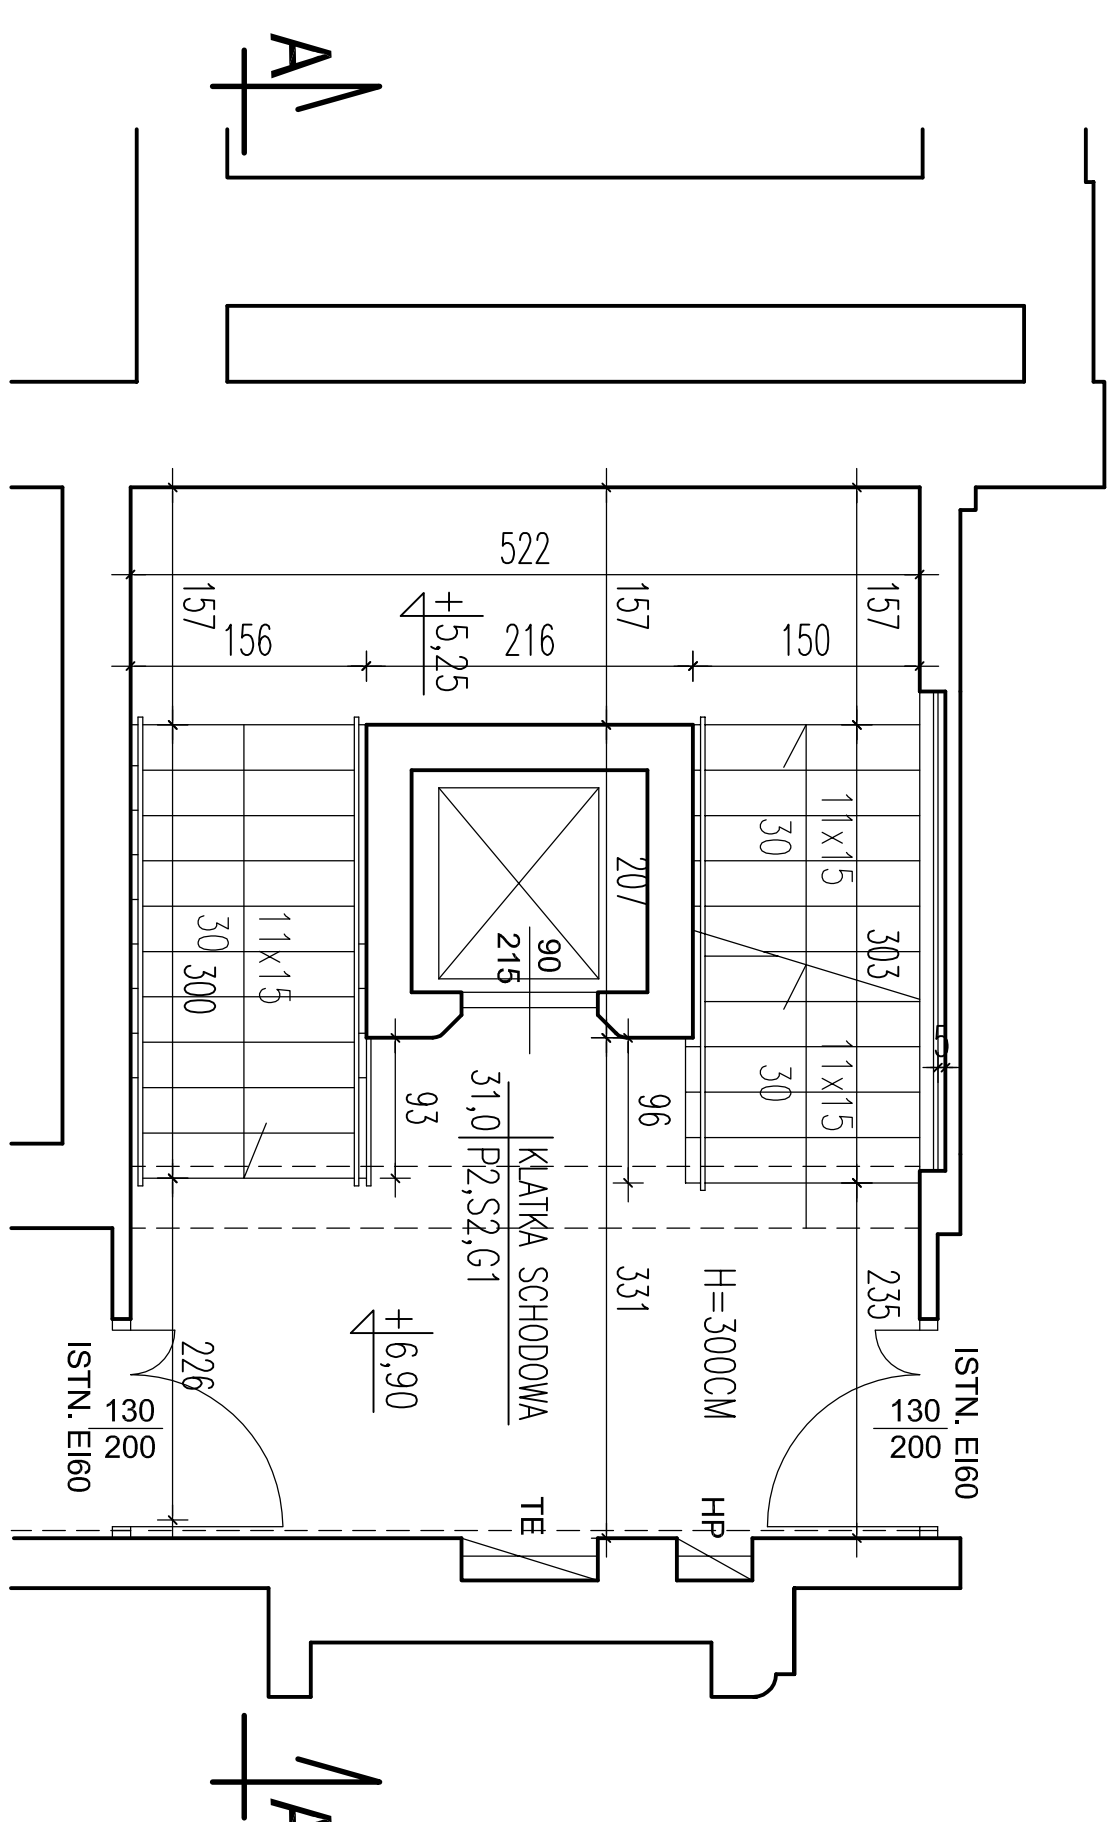 A
522
157
157
157
156
+5,25
216
150
11x15
30
207
303
11x15
30
300
90
215
5
11x15
30
93
96
KLATKA SCHODOWA
31,0 P2,S2,G1
331
H=300CM
235
226
+6,90
ISTN. EI60
130
200
130
200
ISTN. EI60
TE
HP
A